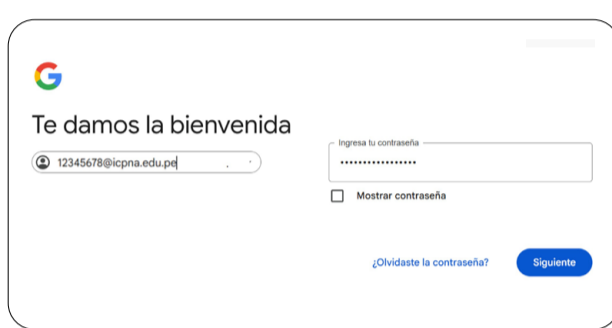 Te damos la bienvenida
12345678@icpna.edu.pe
Ingresa tu contraseña
•••••••••••••••••
Mostrar contraseña
¿Olvidaste la contraseña?
Siguiente